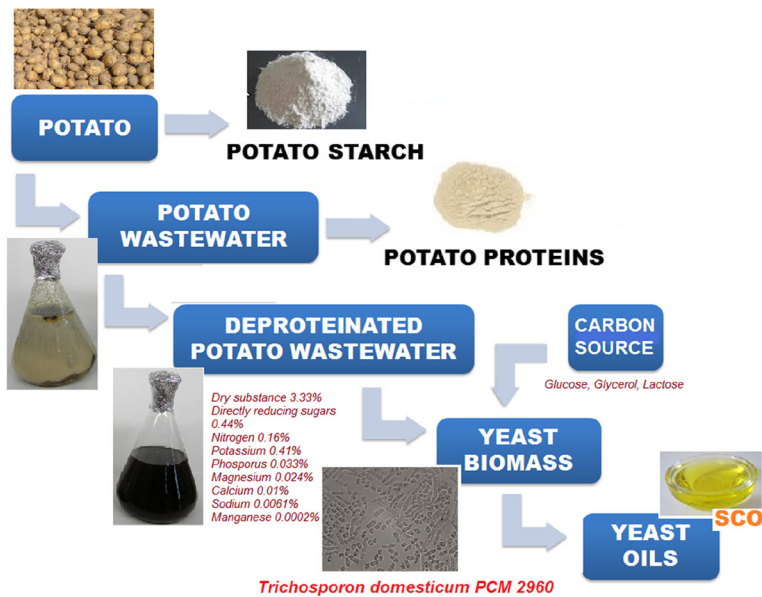 POTATO
POTATO STARCH
POTATO
WASTEWATER
POTATO PROTEINS
DEPROTEINATED
POTATO WASTEWATER
CARBON
SOURCE
Glucose, Glycerol, Lactose
Dry substance 3.33%
Directly reducing sugars
0.44%
Nitrogen 0.16%
Potassium 0.41%
Phosporus 0.033%
Magnesium 0.024%
Calcium 0.01%
Sodium 0.0061%
Manganese 0.0002%
YEAST
BIOMASS
SCO
YEAST
OILS
Trichosporon domesticum PCM 2960